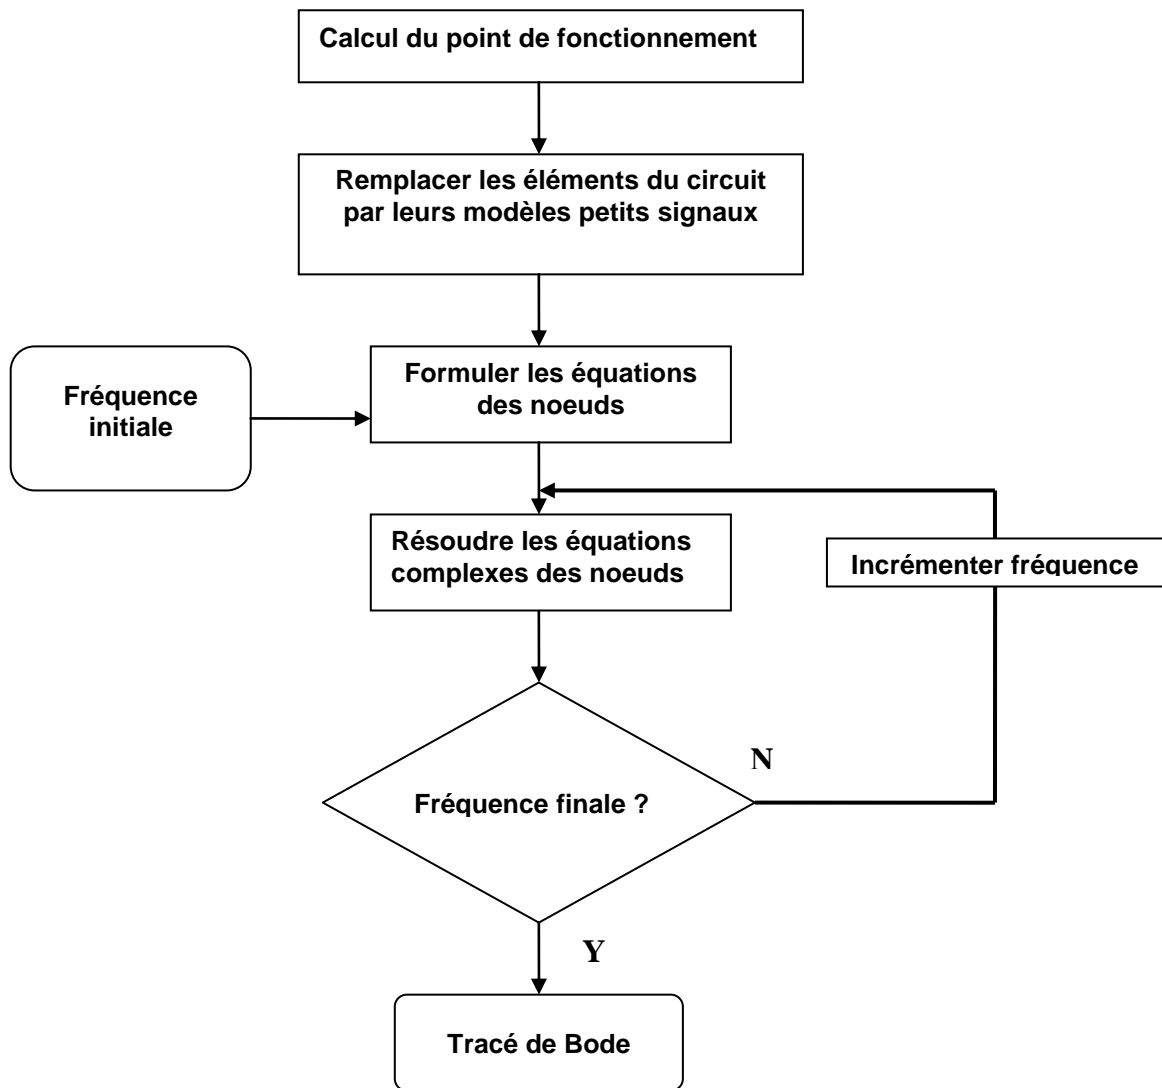 Calcul du point de fonctionnement
Remplacer les éléments du circuit
par leurs modèles petits signaux
Fréquence
initiale
Formuler les équations
des noeuds
Résoudre les équations
complexes des noeuds
Incrémenter fréquence
N
Fréquence finale ?
Y
Tracé de Bode